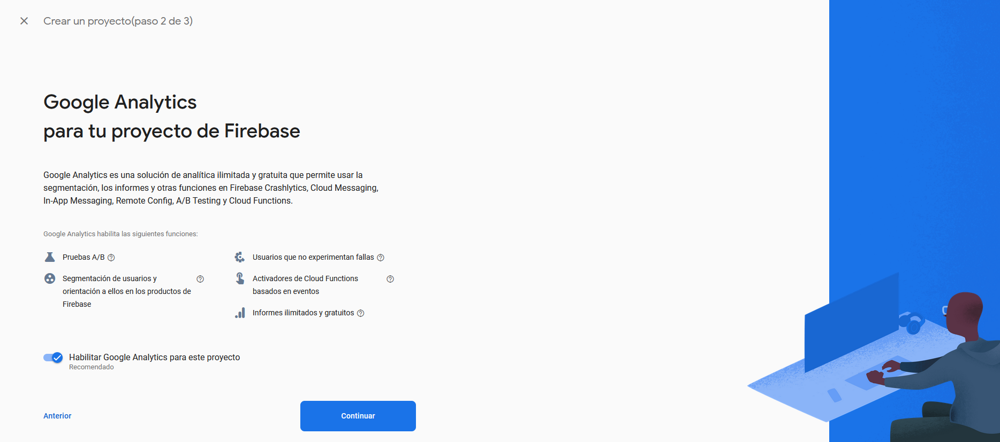 Crear un proyecto(paso 2 de 3)
Google Analytics
para tu proyecto de Firebase
Google Analytics es una solución de analítica ilimitada y gratuita que permite usar la
segmentación, los informes y otras funciones en Firebase Crashlytics, Cloud Messaging,
In-App Messaging, Remote Config, A/B Testing y Cloud Functions.
Google Analytics habilita las siguientes funciones:
Pruebas A/B
Segmentación de usuarios y
orientación a ellos en los productos de
Firebase
Usuarios que no experimentan fallas
Activadores de Cloud Functions
basados en eventos
Informes ilimitados y gratuitos
Habilitar Google Analytics para este proyecto
Recomendado
Anterior
Continuar